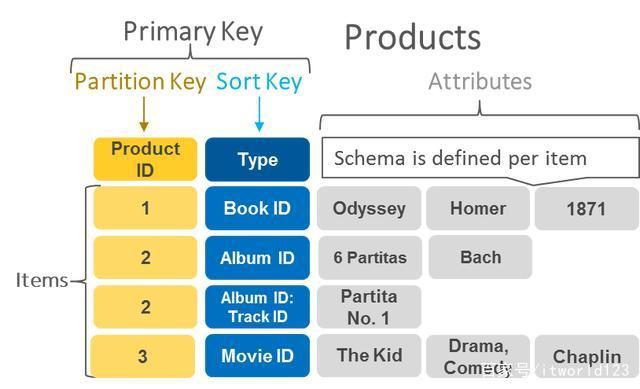 Primary Key
Products
Partition Key
Sort Key
Attributes
Product
ID
Type
Schema is defined per item
Items
1
Book ID
Odyssey
Homer
1871
2
Album ID
6 Partitas
Bach
2
Album ID:
Track ID
Partita
No. 1
3
Movie ID
The Kid
Drama,
Comedy
Chaplin
百家号/itworld123